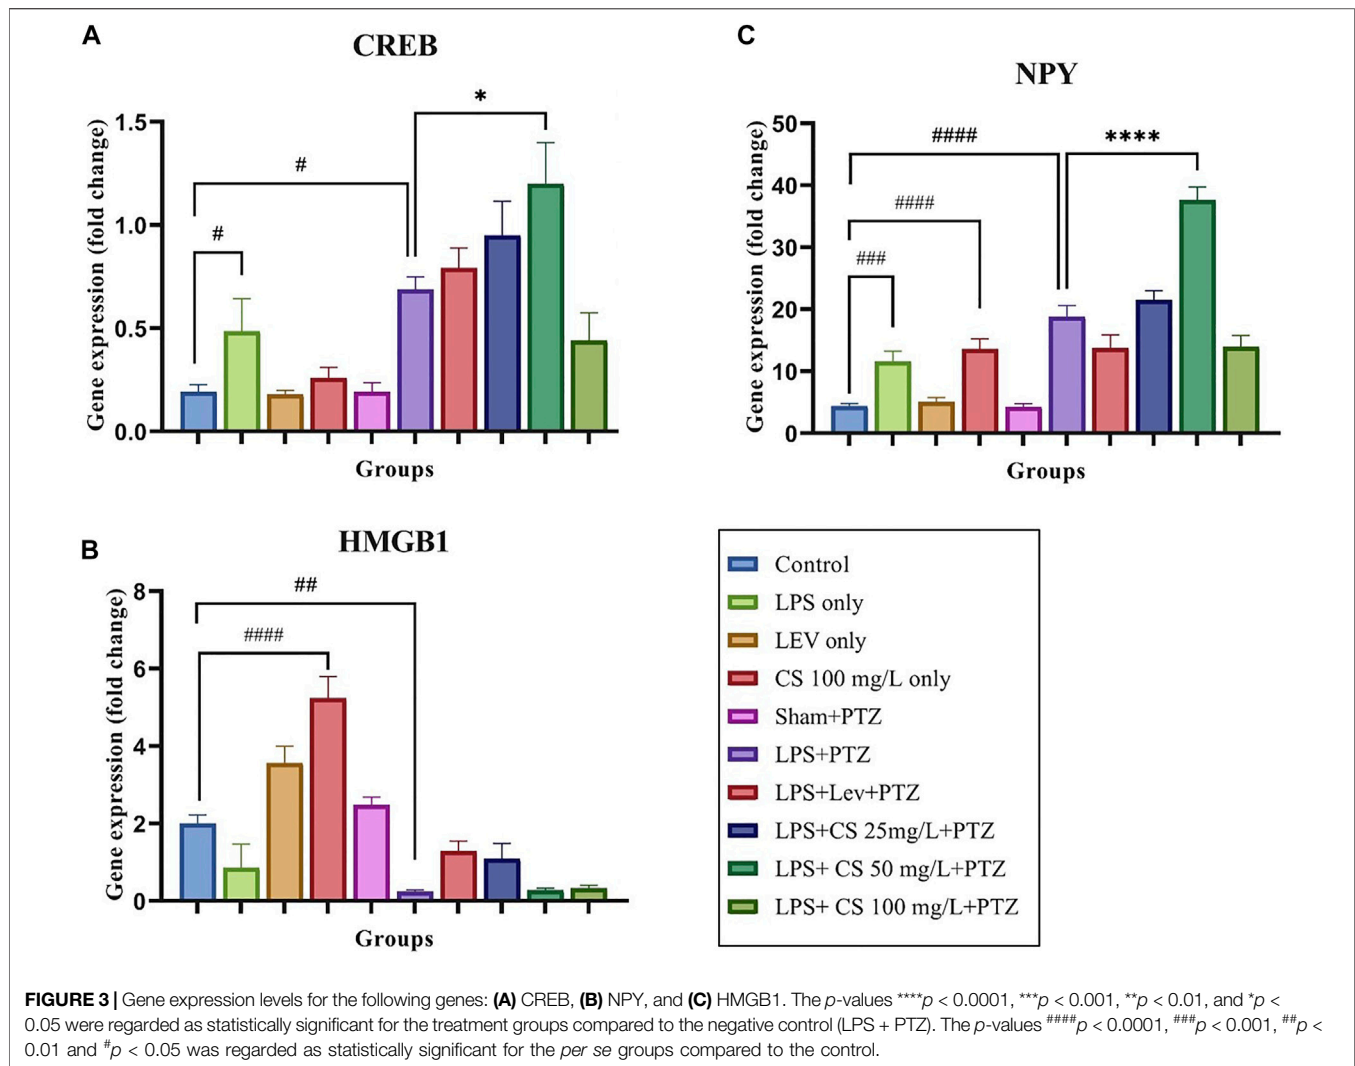 A
CREB
*
#
#
Gene expression (fold change)
1.5
1.0
0.5
0.0
Groups
C
NPY
####
****
####
###
Gene expression (fold change)
50
40
30
20
10
0
Groups
B
HMGB1
##
####
Gene expression (fold change)
8
6
4
2
0
Groups
Control
LPS only
LEV only
CS 100 mg/L only
Sham+PTZ
LPS+PTZ
LPS+Lev+PTZ
LPS+CS 25mg/L+PTZ
LPS+ CS 50 mg/L+PTZ
LPS+ CS 100 mg/L+PTZ
FIGURE 3 | Gene expression levels for the following genes: (A) CREB, (B) NPY, and (C) HMGB1. The p-values ****p < 0.0001, ***p < 0.001, **p < 0.01, and *p <
0.05 were regarded as statistically significant for the treatment groups compared to the negative control (LPS + PTZ). The p-values ####p < 0.0001, ###p < 0.001, ##p <
0.01 and #p < 0.05 was regarded as statistically significant for the per se groups compared to the control.